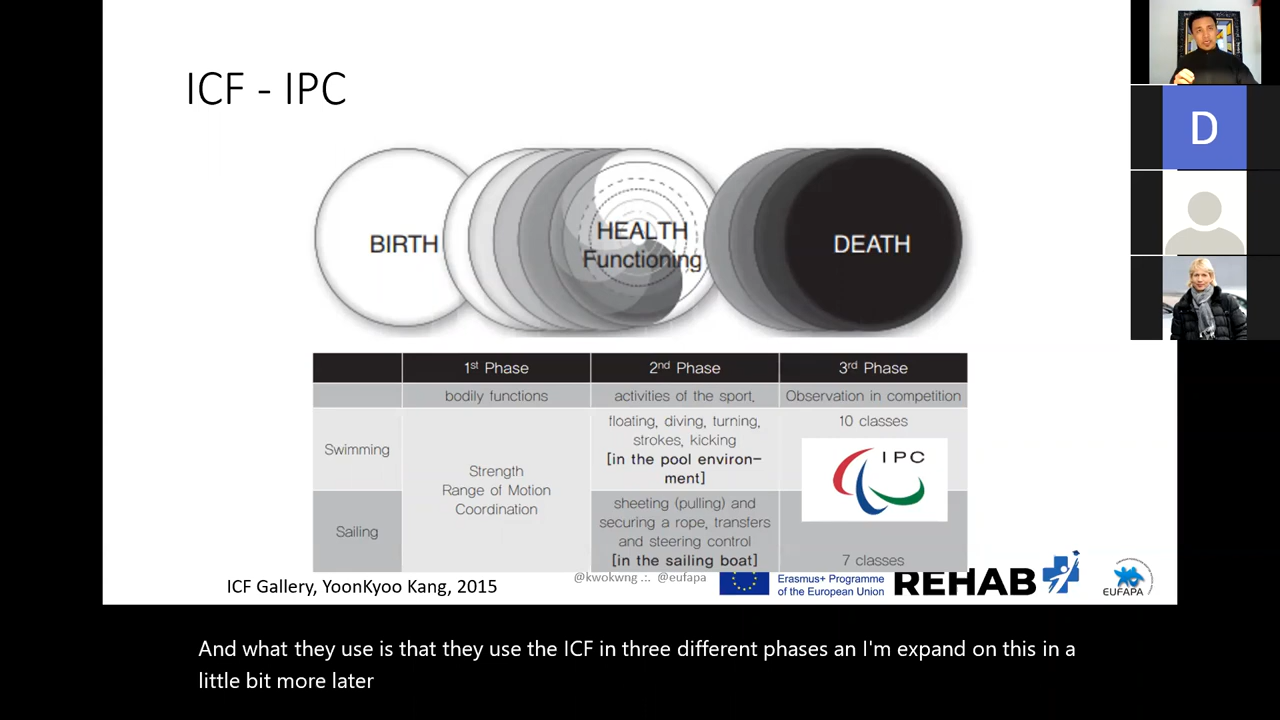 ICF - IPC
BIRTH
HEALTH
Functioning
DEATH
1st Phase
2nd Phase
3rd Phase
bodily functions
activities of the sport,
Observation in competition
Swimming
Strength
Range of Motion
Coordination
floating, diving, turning,
strokes, kicking
[in the pool environ-
ment]
10 classes
IPC
Sailing
sheeting (pulling) and
securing a rope, transfers
and steering control
[in the sailing boat]
7 classes
ICF Gallery, YoonKyoo Kang, 2015
@kwokwng .:. @eufapa
Erasmus+ Programme
of the European Union
REHAB
EUFAPA
D
And what they use is that they use the ICF in three different phases an I'm expand on this in a
little bit more later